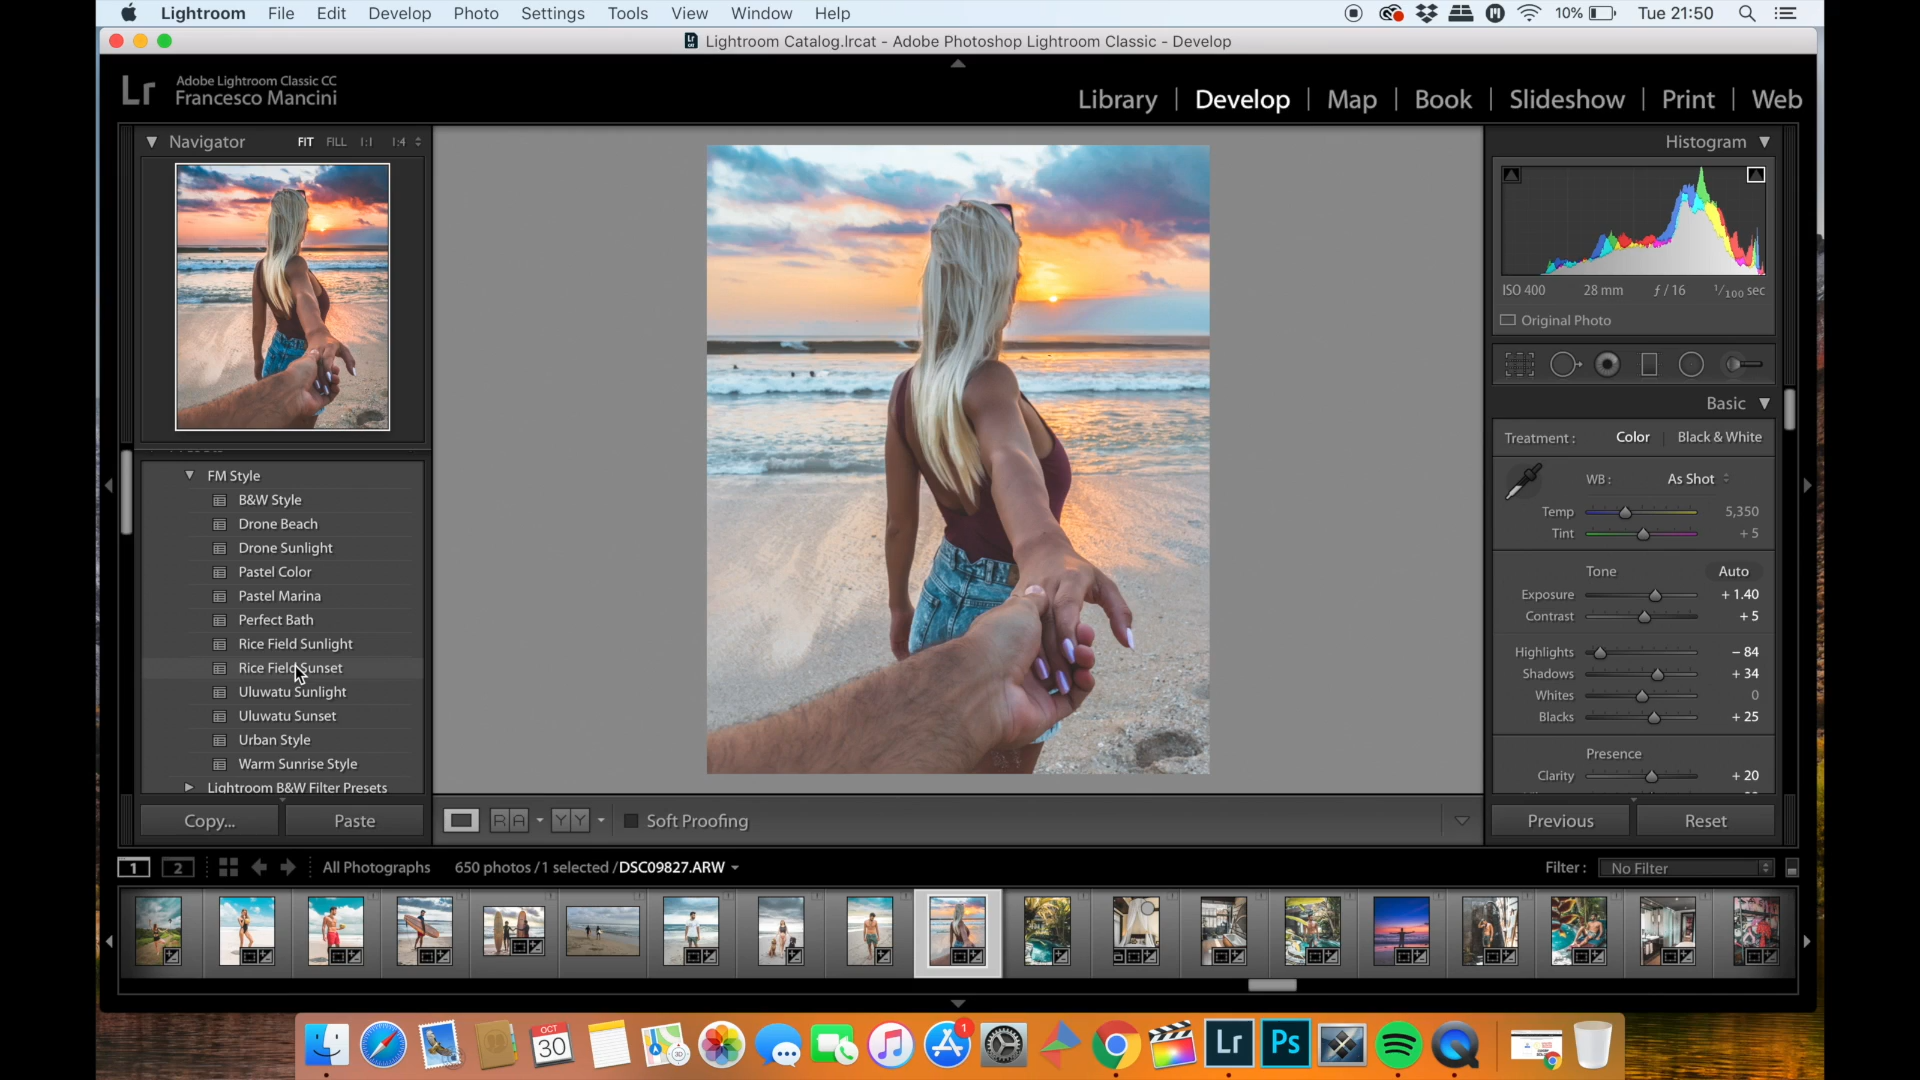 Lightroom File Edit Develop Photo Settings Tools View Window Help 10% Tue 21:50
Lightroom Catalog.lrcat - Adobe Photoshop Lightroom Classic - Develop
Lr Adobe Lightroom Classic CC
Francesco Mancini
Library | Develop | Map | Book | Slideshow | Print | Web
Navigator FIT FILL 1:1 1:4
FM Style
B&W Style
Drone Beach
Drone Sunlight
Pastel Color
Pastel Marina
Perfect Bath
Rice Field Sunlight
Rice Field Sunset
Uluwatu Sunlight
Uluwatu Sunset
Urban Style
Warm Sunrise Style
Lightroom B&W Filter Presets
Copy... Paste
R A Y Y Soft Proofing
Histogram
ISO 400 28 mm ƒ / 16 1/100 sec
Original Photo
Basic
Treatment : Color | Black & White
WB : As Shot
Temp 5,350
Tint + 5
Tone Auto
Exposure + 1.40
Contrast + 5
Highlights − 84
Shadows + 34
Whites 0
Blacks + 25
Presence
Clarity + 20
Previous Reset
1 2 All Photographs 650 photos / 1 selected / DSC09827.ARW Filter : No Filter
OCT
30
1
Lr Ps